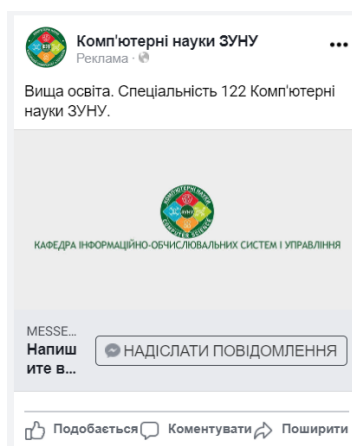 Комп'ютерні науки ЗУНУ
Реклама ·
Вища освіта. Спеціальність 122 Комп'ютерні
науки ЗУНУ.
КАФЕДРА ІНФОРМАЦІЙНО-ОБЧИСЛЮВАЛЬНИХ СИСТЕМ І УПРАВЛІННЯ
MESSE...
Напиш
ите в...
НАДІСЛАТИ ПОВІДОМЛЕННЯ
Подобається Коментувати Поширити